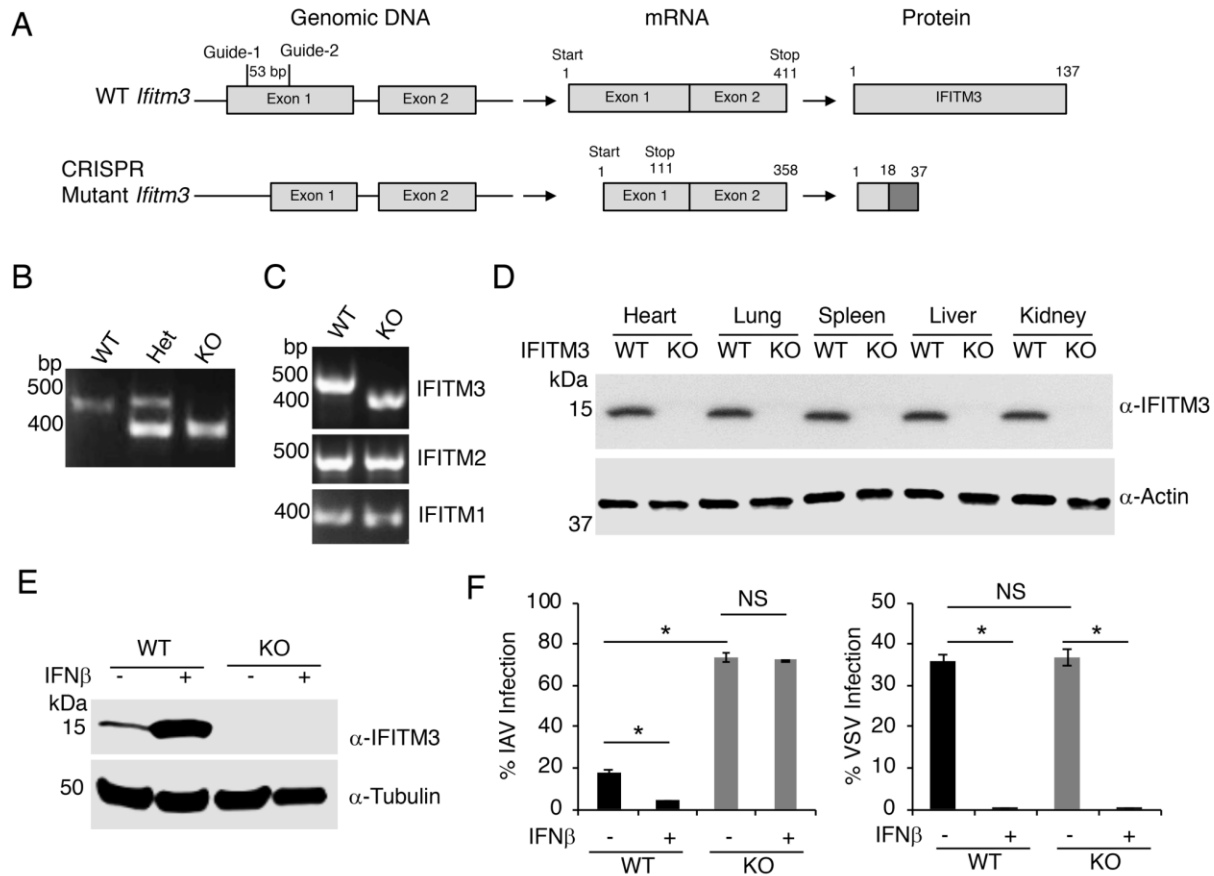 A
Genomic DNA
mRNA
Protein
Guide-1
Guide-2
53 bp
WT Ifitm3
Exon 1
Exon 2
Start
1
Stop
411
Exon 1
Exon 2
1
137
IFITM3
CRISPR
Mutant Ifitm3
Exon 1
Exon 2
Start
1
Stop
111
358
Exon 1
Exon 2
1
18
37
B
WT
Het
KO
bp
500
400
C
WT
KO
bp
500
400
IFITM3
500
IFITM2
400
IFITM1
D
Heart Lung Spleen Liver Kidney
IFITM3 WT KO WT KO WT KO WT KO WT KO
kDa
15
α-IFITM3
α-Actin
37
E
WT KO
IFNβ - + - +
kDa
15
α-IFITM3
50
α-Tubulin
F
% IAV Infection
100
80
60
40
20
0
*
*
NS
IFNβ - + - +
WT KO
% VSV Infection
50
40
30
20
10
0
NS
*
*
IFNβ - + - +
WT KO